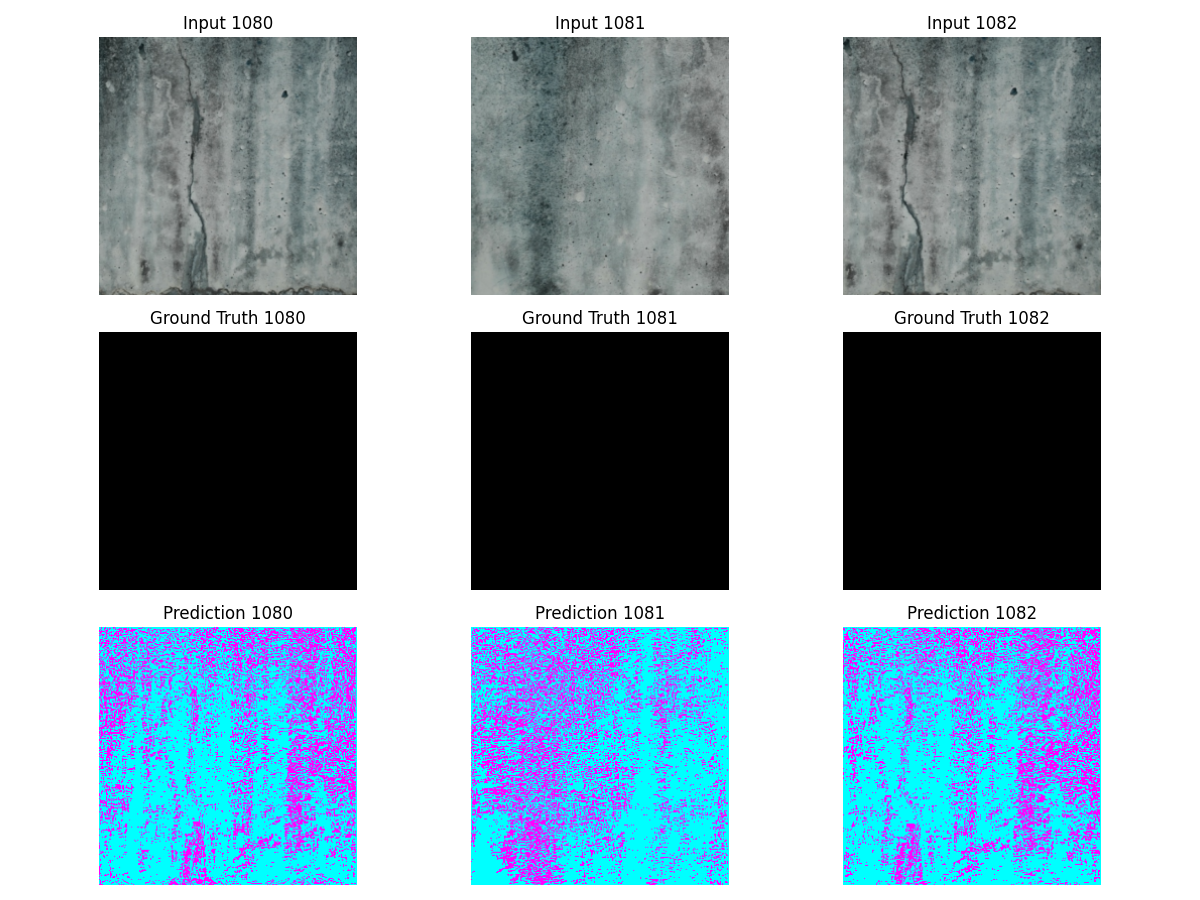 Input 1080
Input 1081
Input 1082
Ground Truth 1080
Ground Truth 1081
Ground Truth 1082
Prediction 1080
Prediction 1081
Prediction 1082